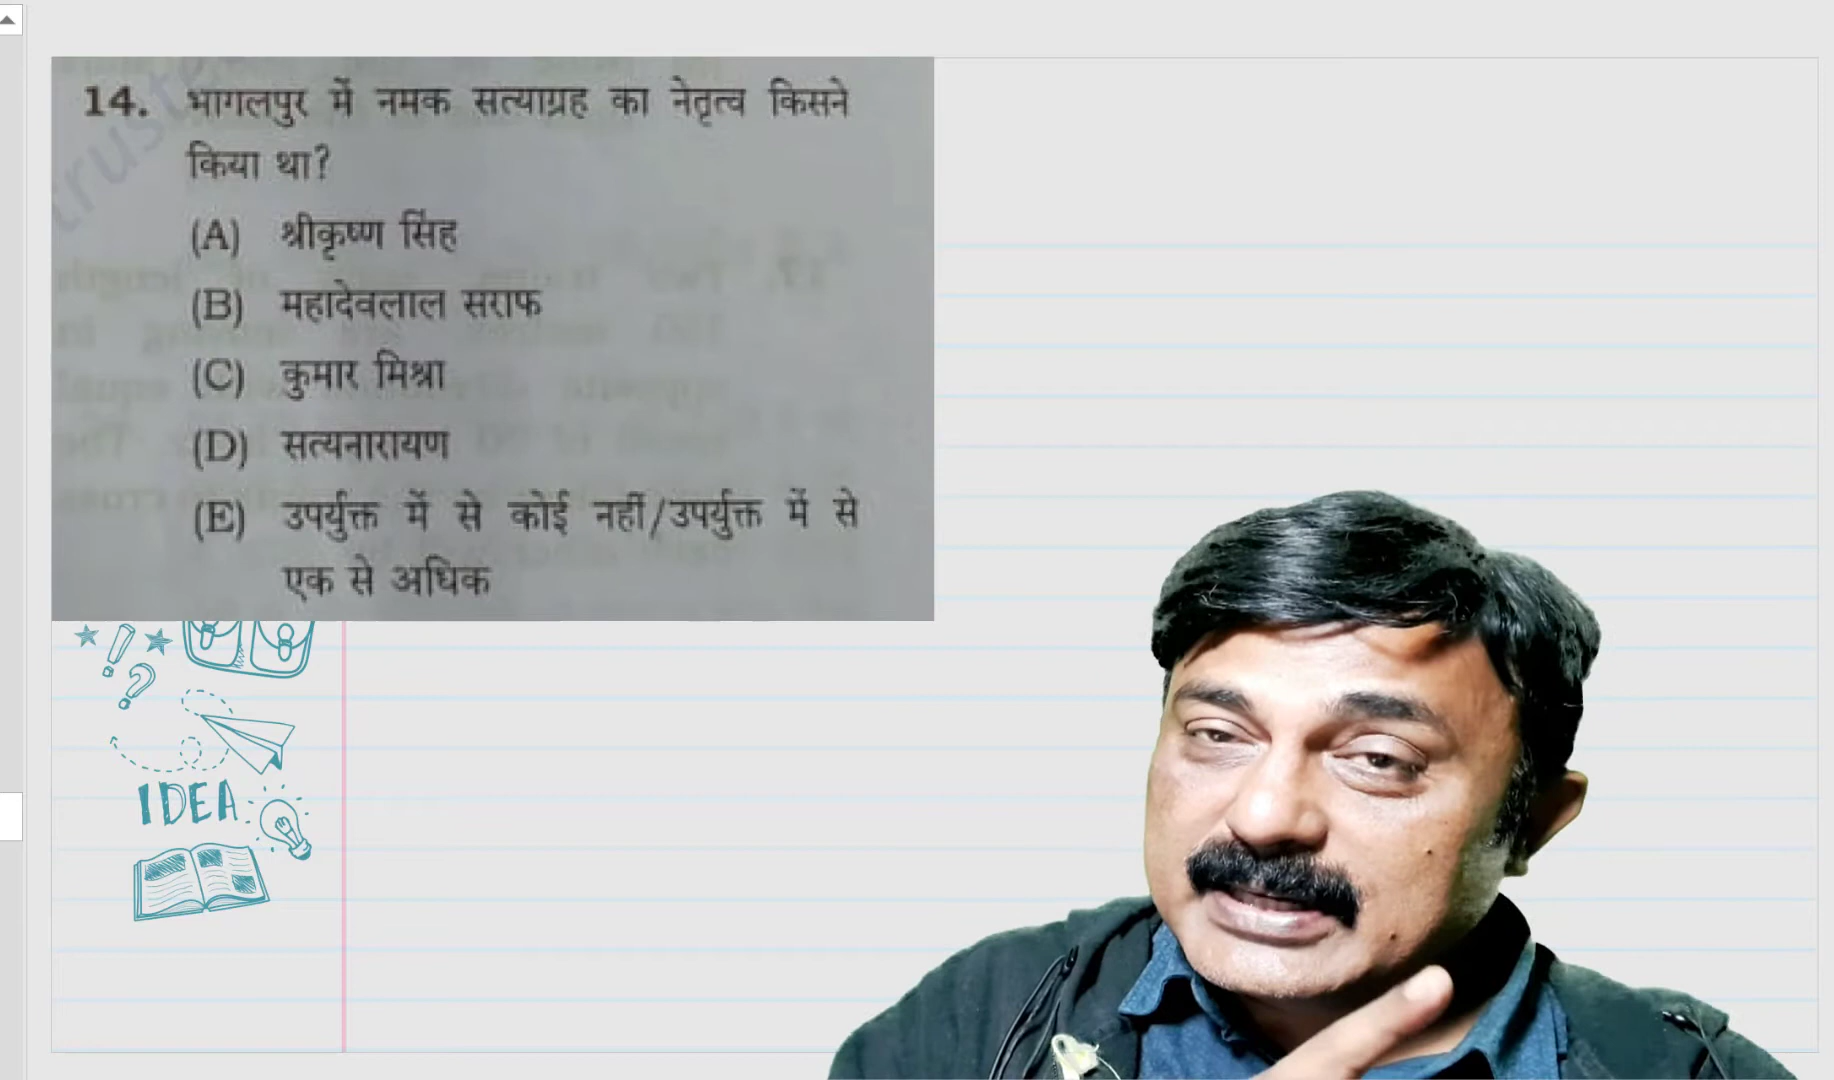 14. भागलपुर में नमक सत्याग्रह का नेतृत्व किसने
किया था?
(A) श्रीकृष्ण सिंह
(B) महादेवलाल सराफ
(C) कुमार मिश्रा
(D) सत्यनारायण
(E) उपर्युक्त में से कोई नहीं/उपर्युक्त में से
एक से अधिक
IDEA